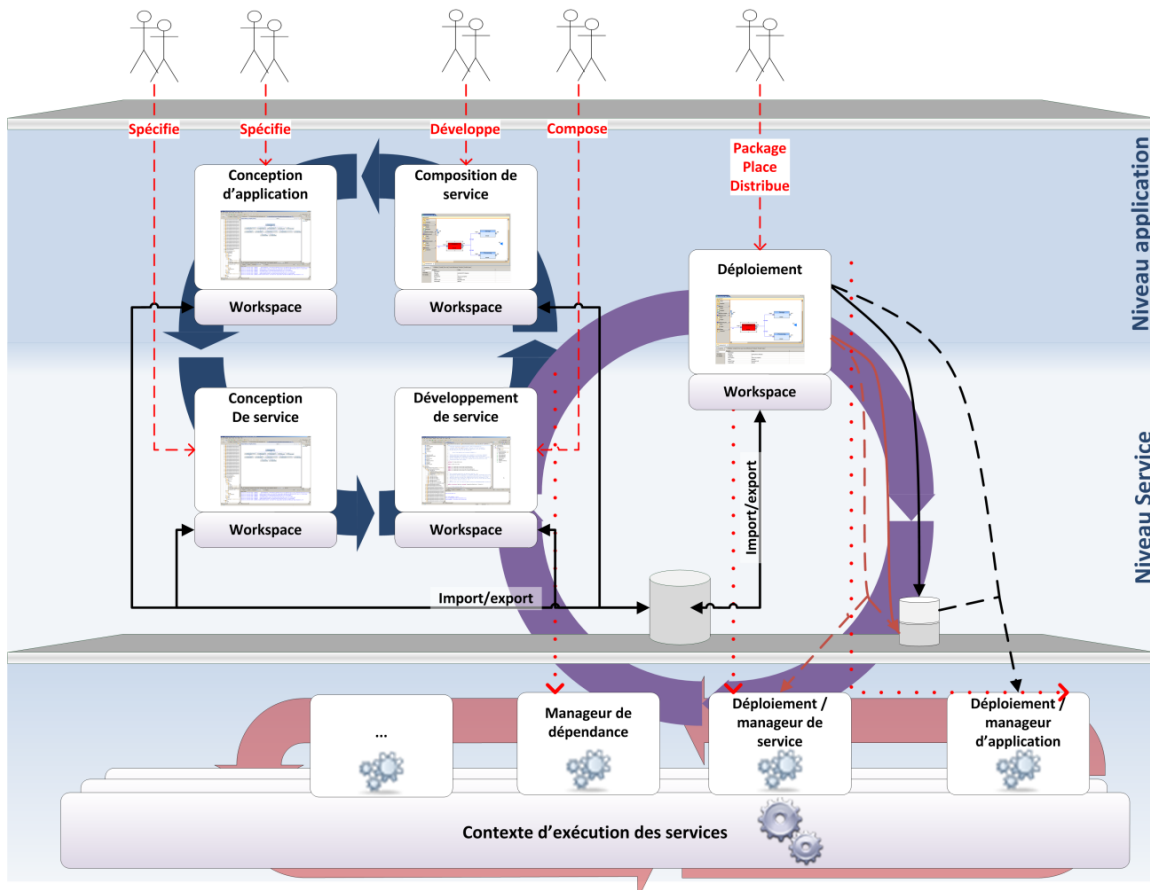 Spécifie
Spécifie
Développe
Compose
Package
Place
Distribue
Conception
d'application
Workspace
Composition de
service
Workspace
Déploiement
Workspace
Niveau application
Conception
De service
Workspace
Développement
de service
Workspace
Niveau Service
Import/export
Import/export
...
Manageur de
dépendance
Déploiement /
manageur de
service
Déploiement /
manageur
d'application
Contexte d'exécution des services